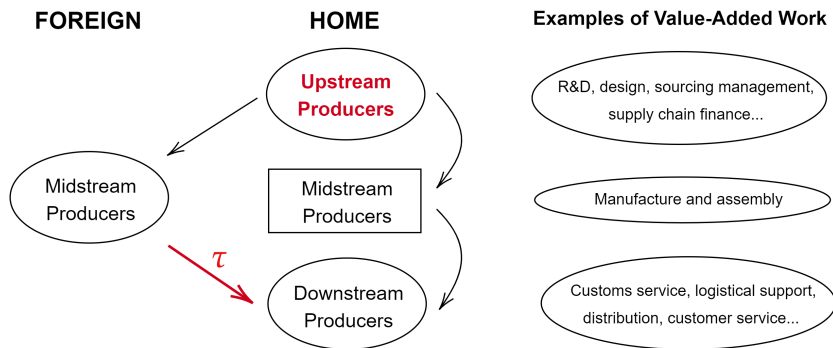 FOREIGN
HOME
Examples of Value-Added Work
Upstream
Producers
R&D, design, sourcing management,
supply chain finance...
Midstream
Producers
Midstream
Producers
Manufacture and assembly
τ
Downstream
Producers
Customs service, logistical support,
distribution, customer service...